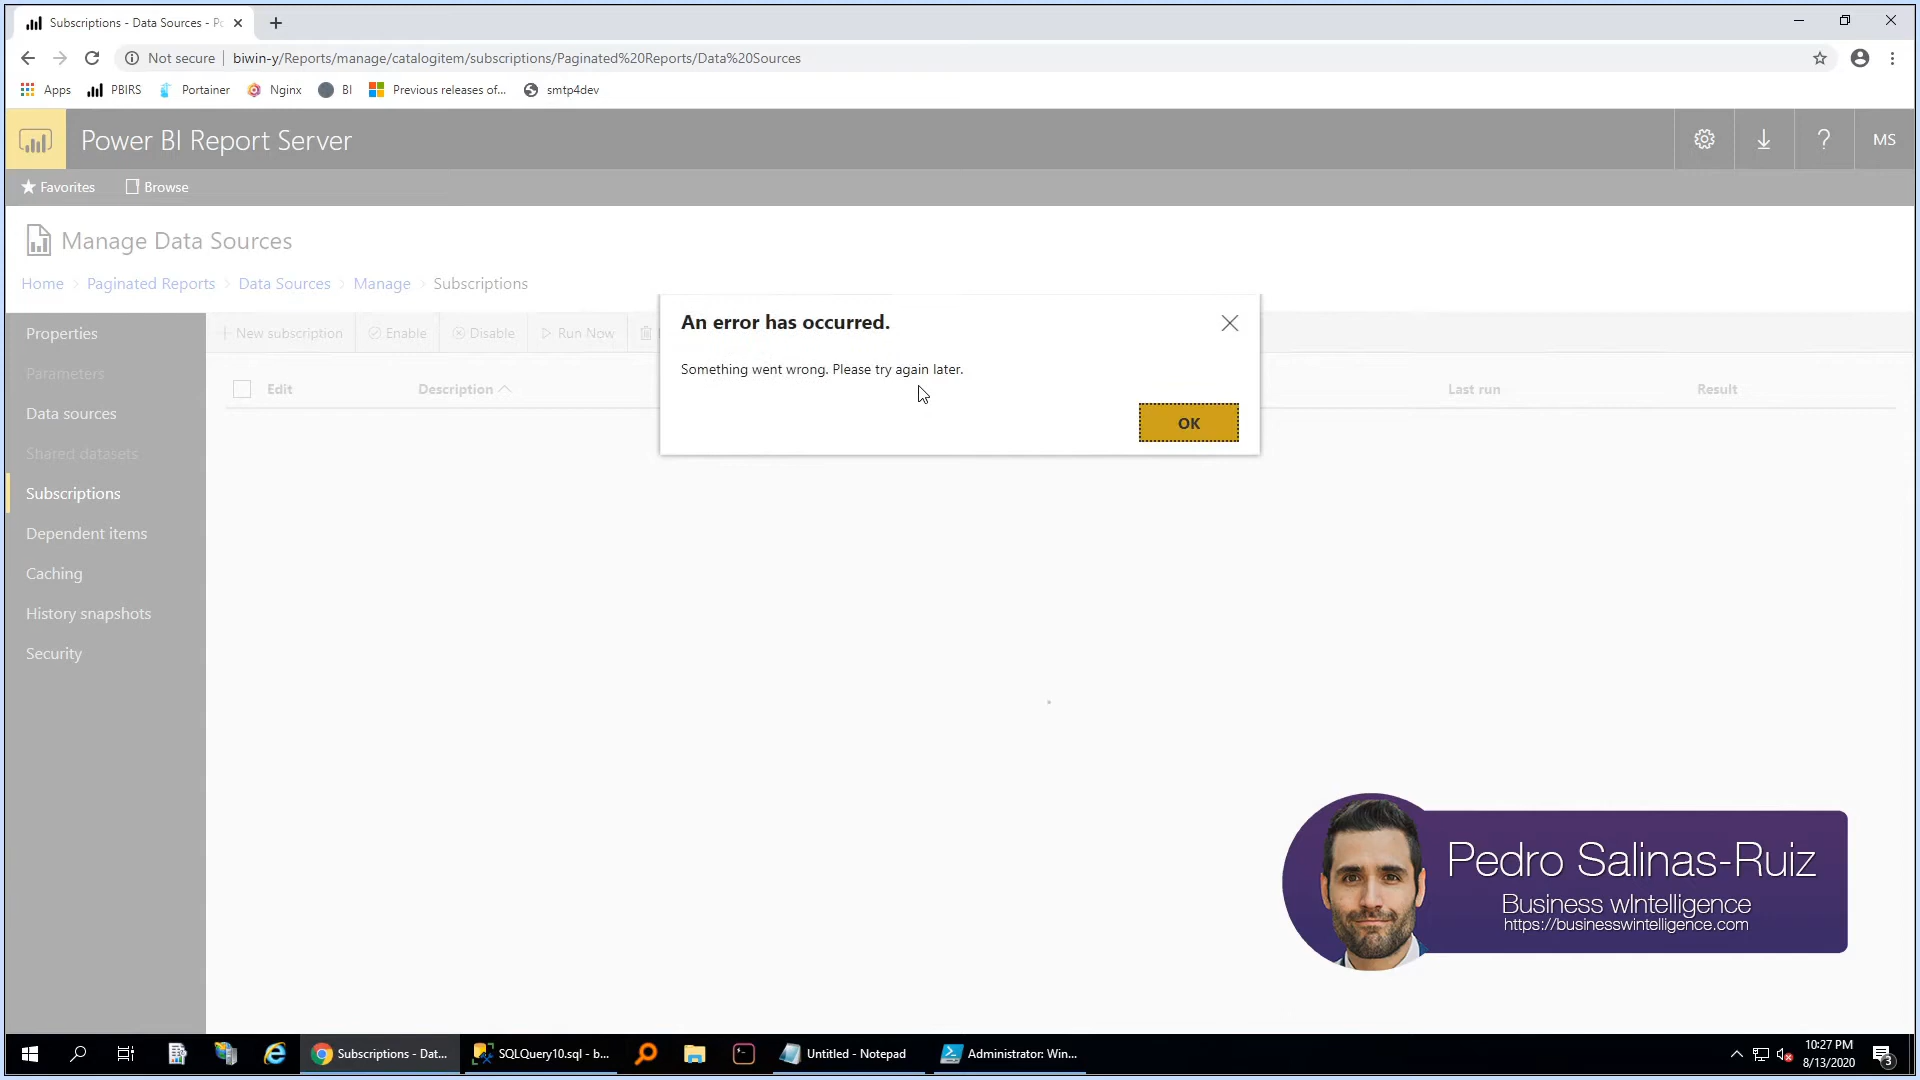 Subscriptions - Data Sources - Po
Not secure
biwin-y/Reports/manage/catalogitem/subscriptions/Paginated%20Reports/Data%20Sources
Apps
PBIRS
Portainer
Nginx
BI
Previous releases of...
smtp4dev
Power BI Report Server
?
MS
Favorites
Browse
Manage Data Sources
Home > Paginated Reports > Data Sources > Manage > Subscriptions
An error has occurred.
Something went wrong. Please try again later.
OK
Properties
Parameters
Data sources
Shared datasets
Subscriptions
Dependent items
Caching
History snapshots
Security
+ New subscription
Enable
Disable
Run Now
Edit
Description
Last run
Result
Pedro Salinas-Ruiz
Business wIntelligence
https://businesswintelligence.com
Subscriptions - Dat...
SQLQuery10.sql - b...
Untitled - Notepad
Administrator: Win...
10:27 PM
8/13/2020
3